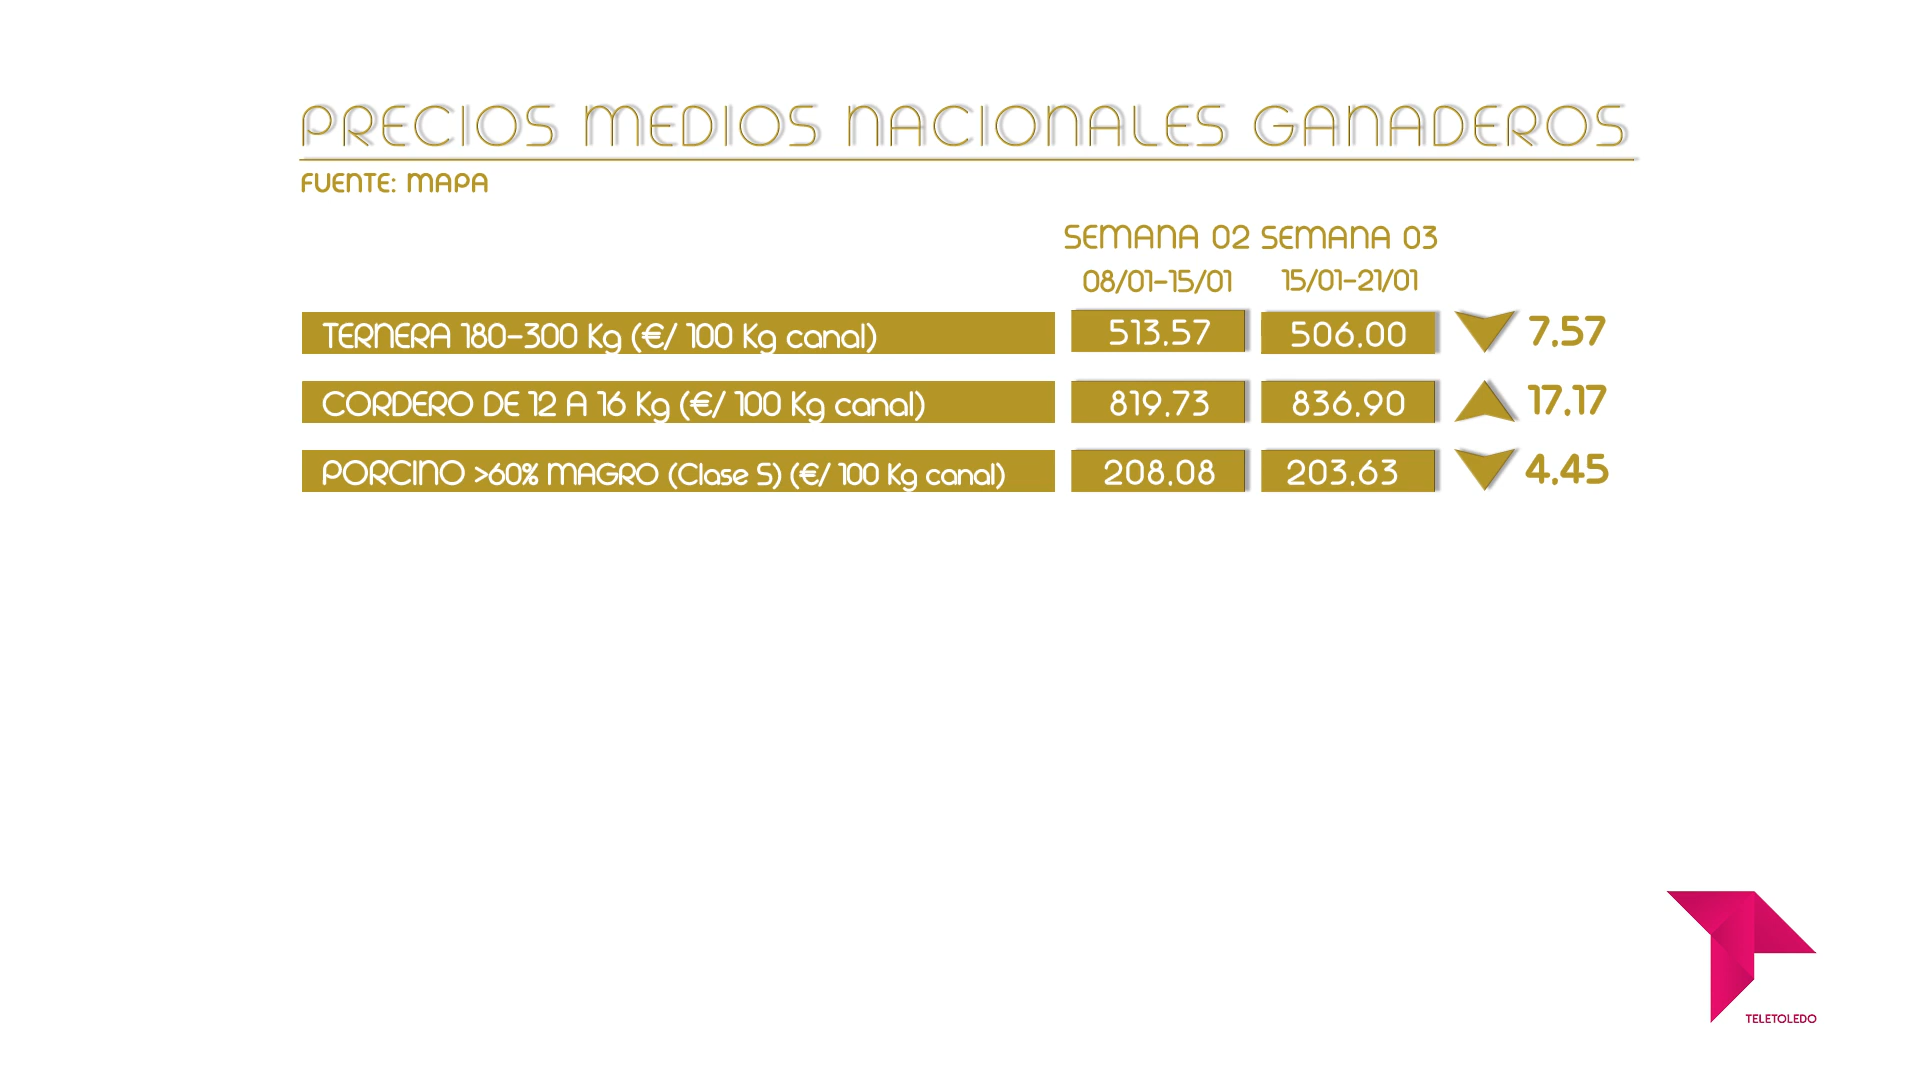 PRECIOS MEDIOS NACIONALES GANADEROS
FUENTE: MAPA
SEMANA 02 SEMANA 03
08/01-15/01 15/01-21/01
TERNERA 180-300 Kg (€/ 100 Kg canal) 513.57 506.00 7.57
CORDERO DE 12 A 16 Kg (€/ 100 Kg canal) 819.73 836.90 17.17
PORCINO >60% MAGRO (Clase S) (€/ 100 Kg canal) 208.08 203.63 4.45
TELETOLEDO